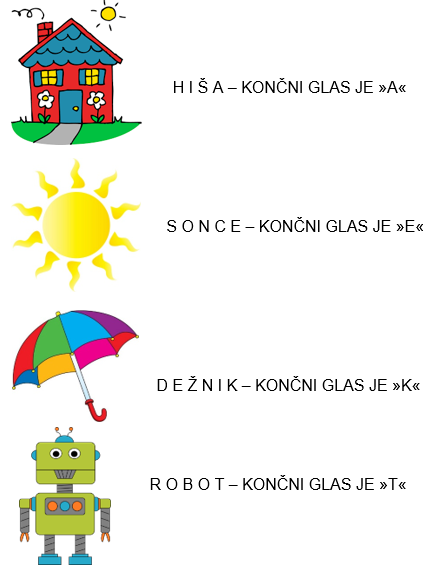 H I Š A – KONČNI GLAS JE »A«
S O N C E – KONČNI GLAS JE »E«
D E Ž N I K – KONČNI GLAS JE »K«
R O B O T – KONČNI GLAS JE »T«